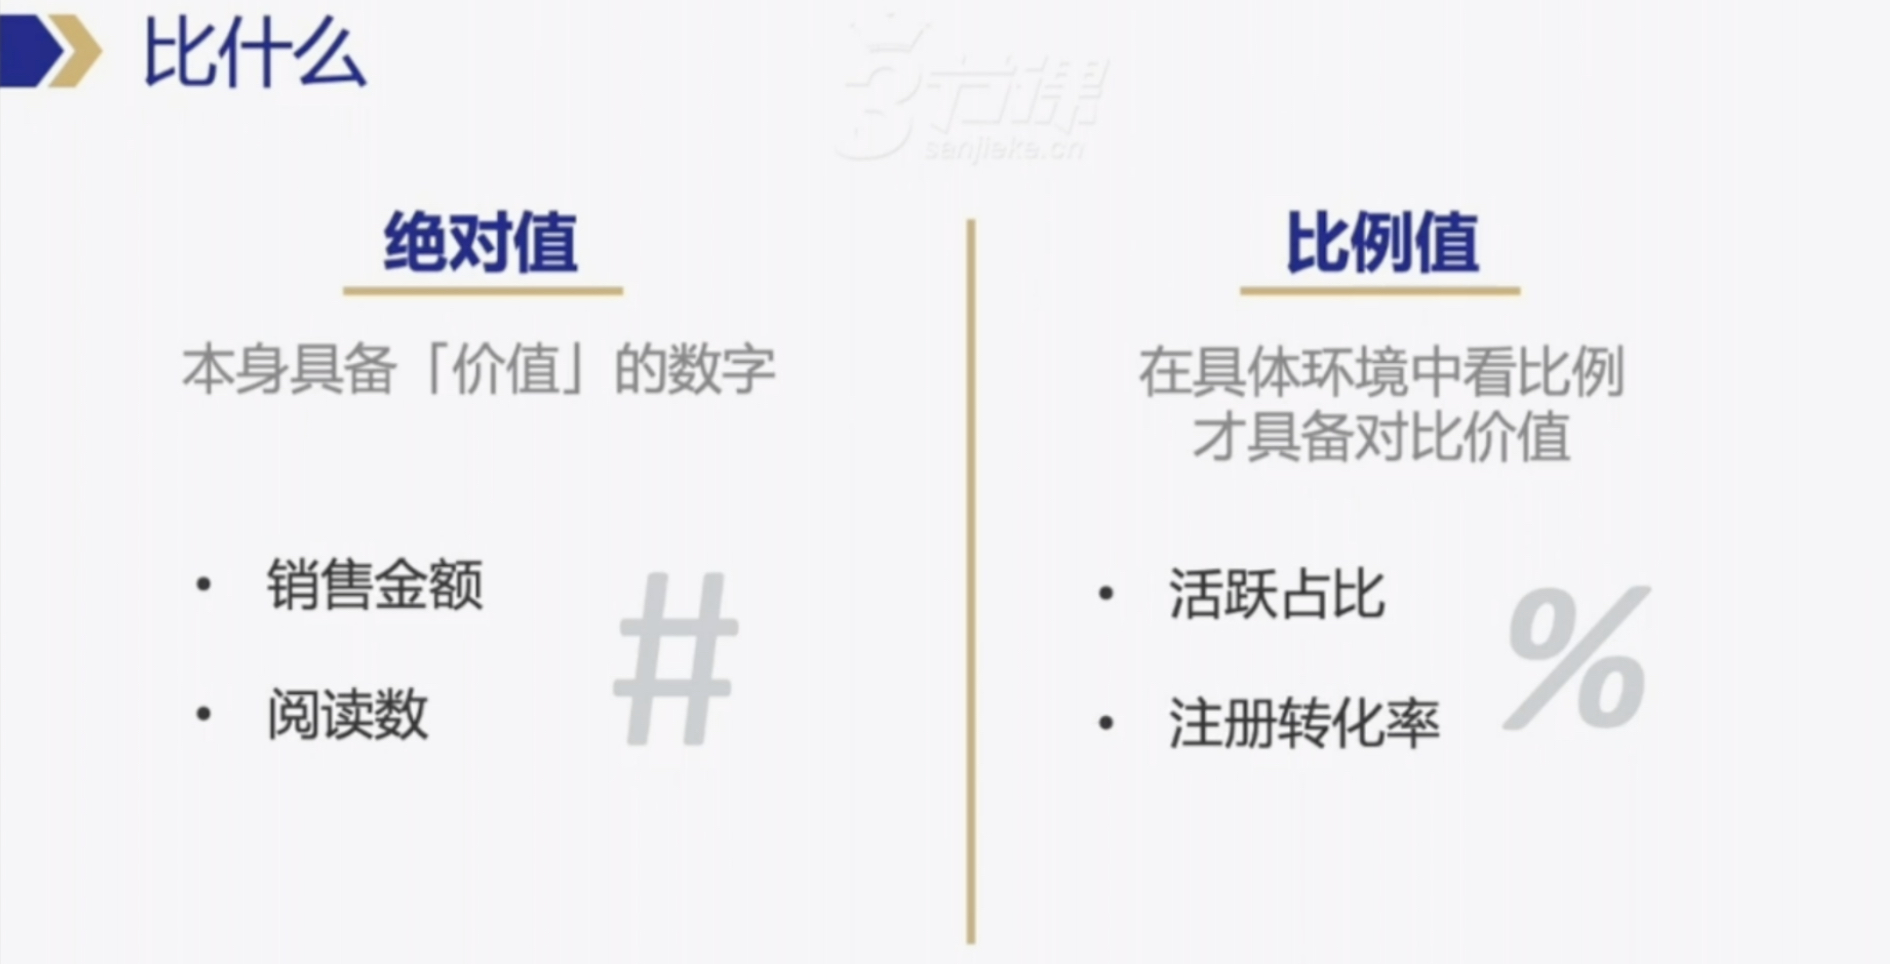 比什么
3节课
senjieke.cn
绝对值
本身具备「价值」的数字
• 销售金额
• 阅读数
#
比例值
在具体环境中看比例
才具备对比价值
• 活跃占比
• 注册转化率
%